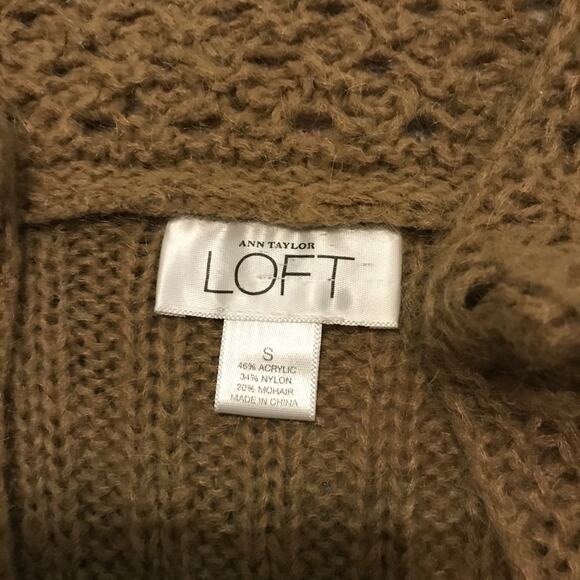 ANN TAYLOR
LOFT
S
46% ACRYLIC
34% NYLON
20% MOHAIR
MADE IN CHINA